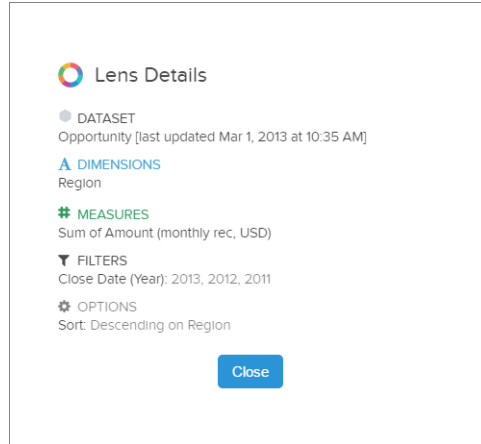 Lens Details
DATASET
Opportunity [last updated Mar 1, 2013 at 10:35 AM]
DIMENSIONS
Region
MEASURES
Sum of Amount (monthly rec, USD)
FILTERS
Close Date (Year): 2013, 2012, 2011
OPTIONS
Sort: Descending on Region
Close